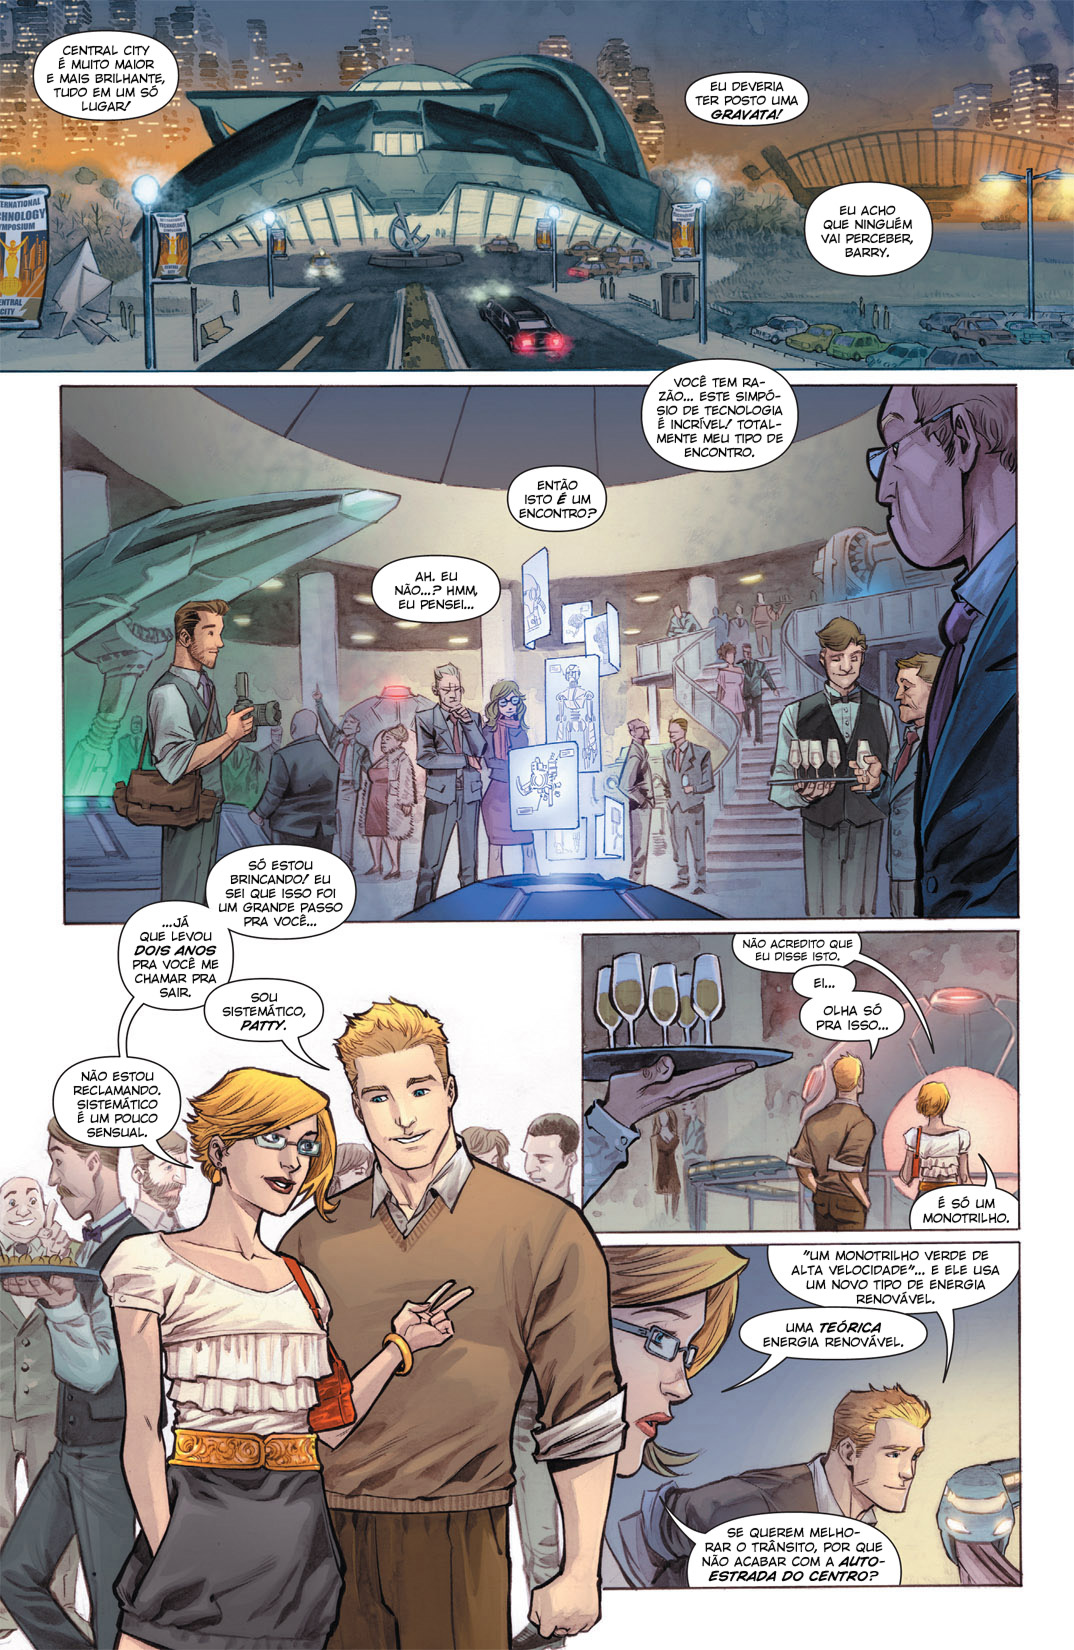 CENTRAL CITY
É MUITO MAIOR
E MAIS BRILHANTE,
TUDO EM UM SÓ
LUGAR!
EU DEVERIA
TER POSTO UMA
GRAVATA!
EU ACHO
QUE NINGUÉM
VAI PERCEBER,
BARRY.
TERNATIONAL
ECHNOLOGY
SYMPOSIUM
CENTRAL
CITY
VOCÊ TEM RA-
ZÃO... ESTE SIMPÓ-
SIO DE TECNOLOGIA
É INCRÍVEL! TOTAL-
MENTE MEU TIPO DE
ENCONTRO.
ENTÃO
ISTO É UM
ENCONTRO?
AH. EU
NÃO...? HMM,
EU PENSEI...
SÓ ESTOU
BRINCANDO! EU
SEI QUE ISSO FOI
UM GRANDE PASSO
PRA VOCÊ...
...JÁ
QUE LEVOU
DOIS ANOS
PRA VOCÊ ME
CHAMAR PRA
SAIR.
SOU
SISTEMÁTICO,
PATTY.
NÃO ESTOU
RECLAMANDO.
SISTEMÁTICO
É UM POUCO
SENSUAL.
NÃO ACREDITO QUE
EU DISSE ISTO.
EI...
OLHA SÓ
PRA ISSO...
É SÓ UM
MONOTRILHO.
"UM MONOTRILHO VERDE DE
ALTA VELOCIDADE"... E ELE USA
UM NOVO TIPO DE ENERGIA
RENOVÁVEL.
UMA TEÓRICA
ENERGIA RENOVÁVEL.
SE QUEREM MELHO-
RAR O TRÂNSITO, POR QUE
NÃO ACABAR COM A AUTO-
ESTRADA DO CENTRO?